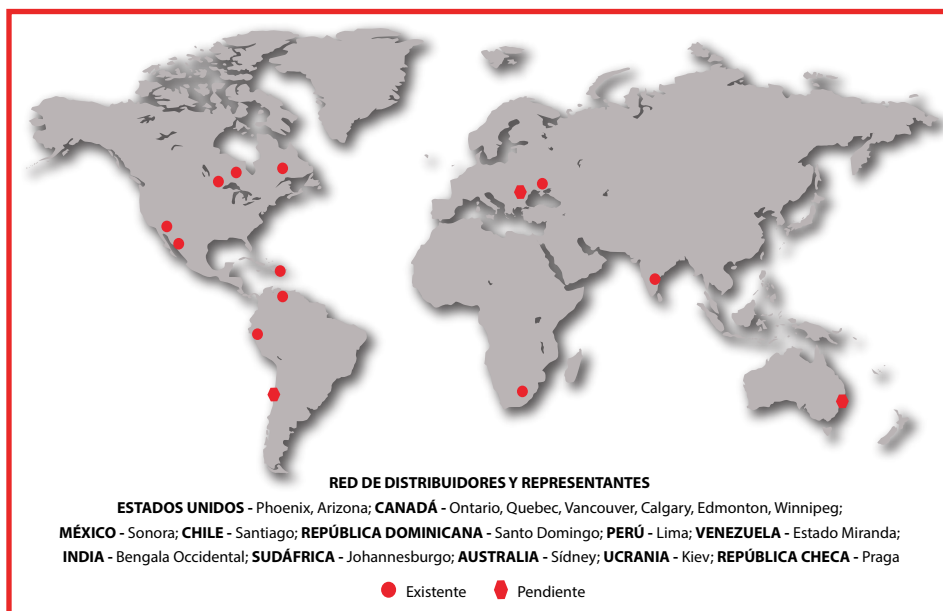 RED DE DISTRIBUIDORES Y REPRESENTANTES
ESTADOS UNIDOS - Phoenix, Arizona; CANADÁ - Ontario, Quebec, Vancouver, Calgary, Edmonton, Winnipeg;
MÉXICO - Sonora; CHILE - Santiago; REPÚBLICA DOMINICANA - Santo Domingo; PERÚ - Lima; VENEZUELA - Estado Miranda;
INDIA - Bengala Occidental; SUDÁFRICA - Johannesburgo; AUSTRALIA - Sídney; UCRANIA - Kiev; REPÚBLICA CHECA - Praga
Existente Pendiente